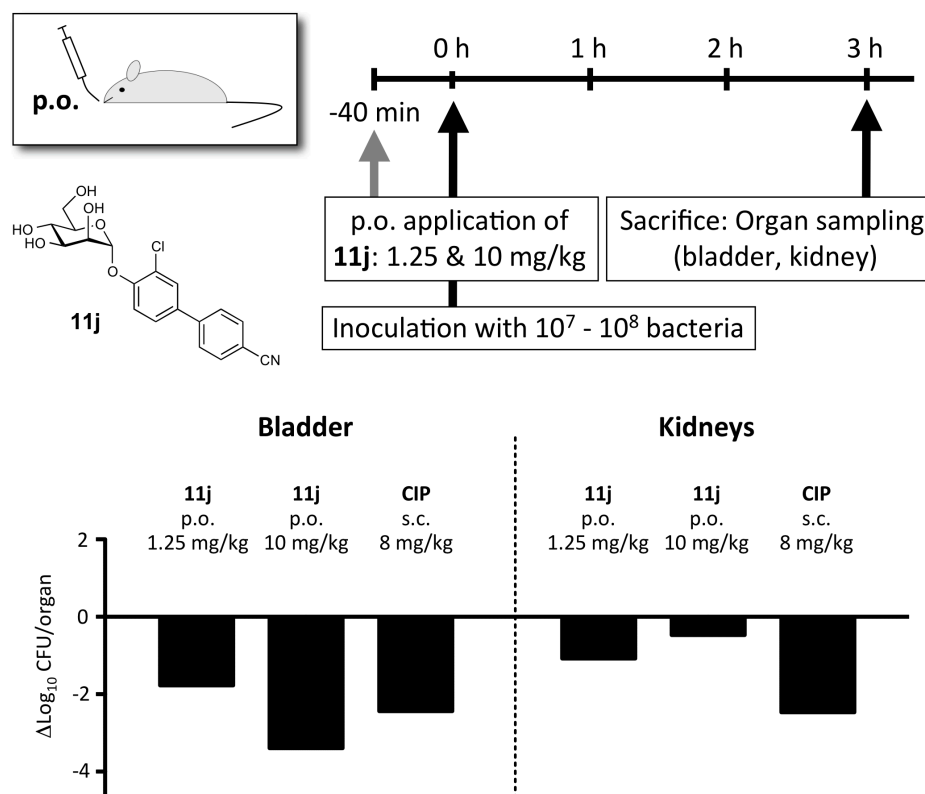 p.o.
0 h
1 h
2 h
3 h
-40 min
p.o. application of
11j: 1.25 & 10 mg/kg
Sacrifice: Organ sampling
(bladder, kidney)
Inoculation with 10⁷ - 10⁸ bacteria
OH
OH
HO
HO
O
O
Cl
CN
11j
Bladder
Kidneys
11j
p.o.
1.25 mg/kg
11j
p.o.
10 mg/kg
CIP
s.c.
8 mg/kg
11j
p.o.
1.25 mg/kg
11j
p.o.
10 mg/kg
CIP
s.c.
8 mg/kg
ΔLog₁₀ CFU/organ
2
0
-2
-4